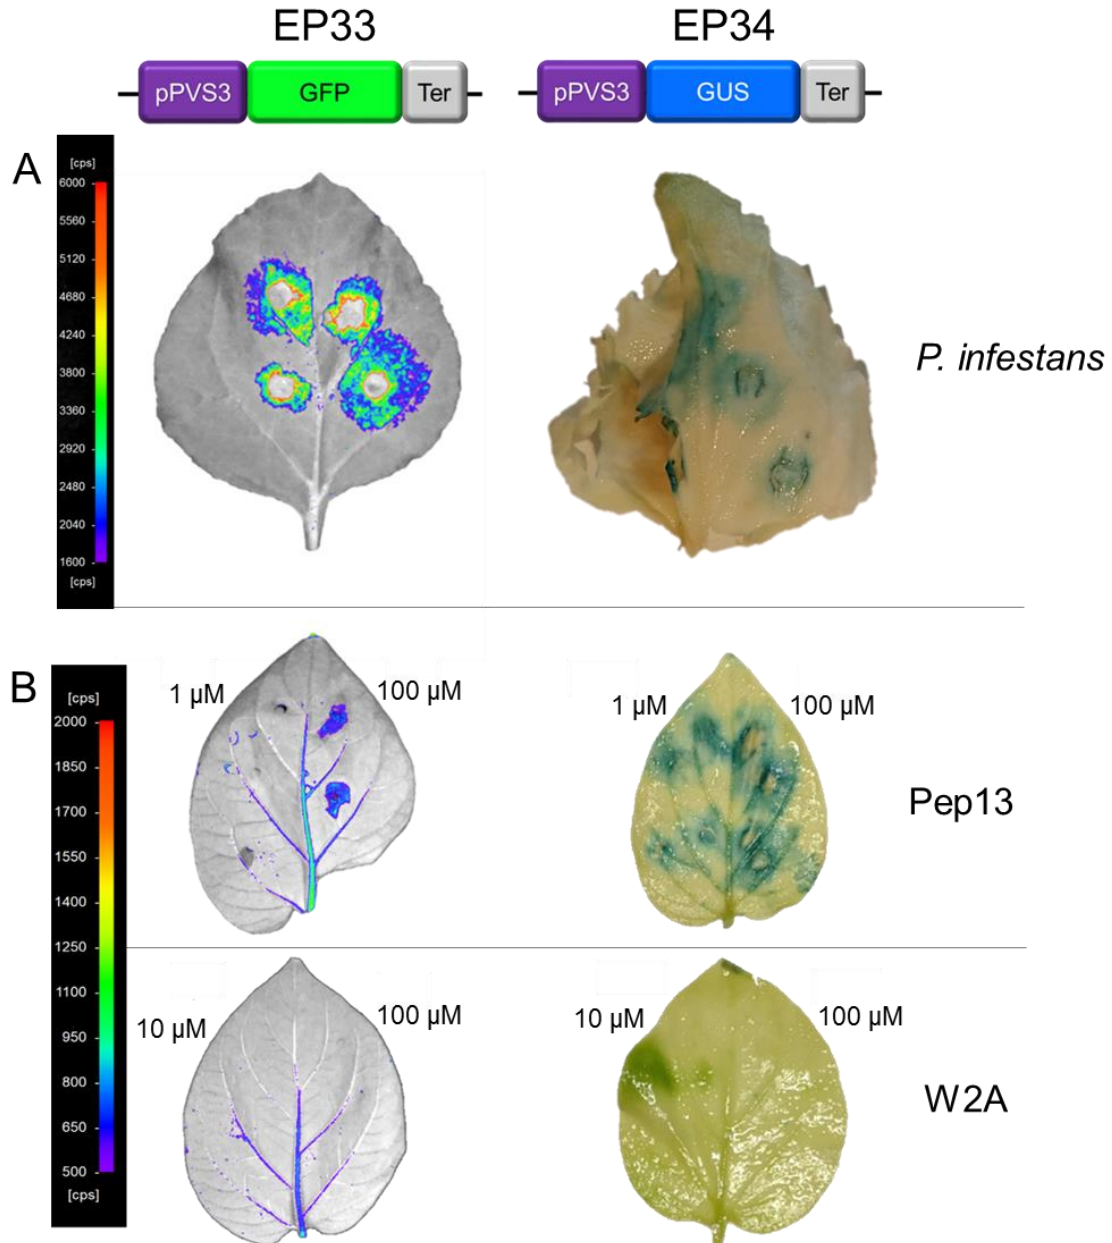 EP33 EP34
pPVS3 GFP Ter pPVS3 GUS Ter
A
[cps]
6000
5560
5120
4680
4240
3800
3360
2920
2480
2040
1600
[cps]
P. infestans
B
[cps]
2000
1850
1700
1550
1400
1250
1100
950
800
650
500
[cps]
1 µM 100 µM 1 µM 100 µM
Pep13
10 µM 100 µM 10 µM 100 µM
W2A